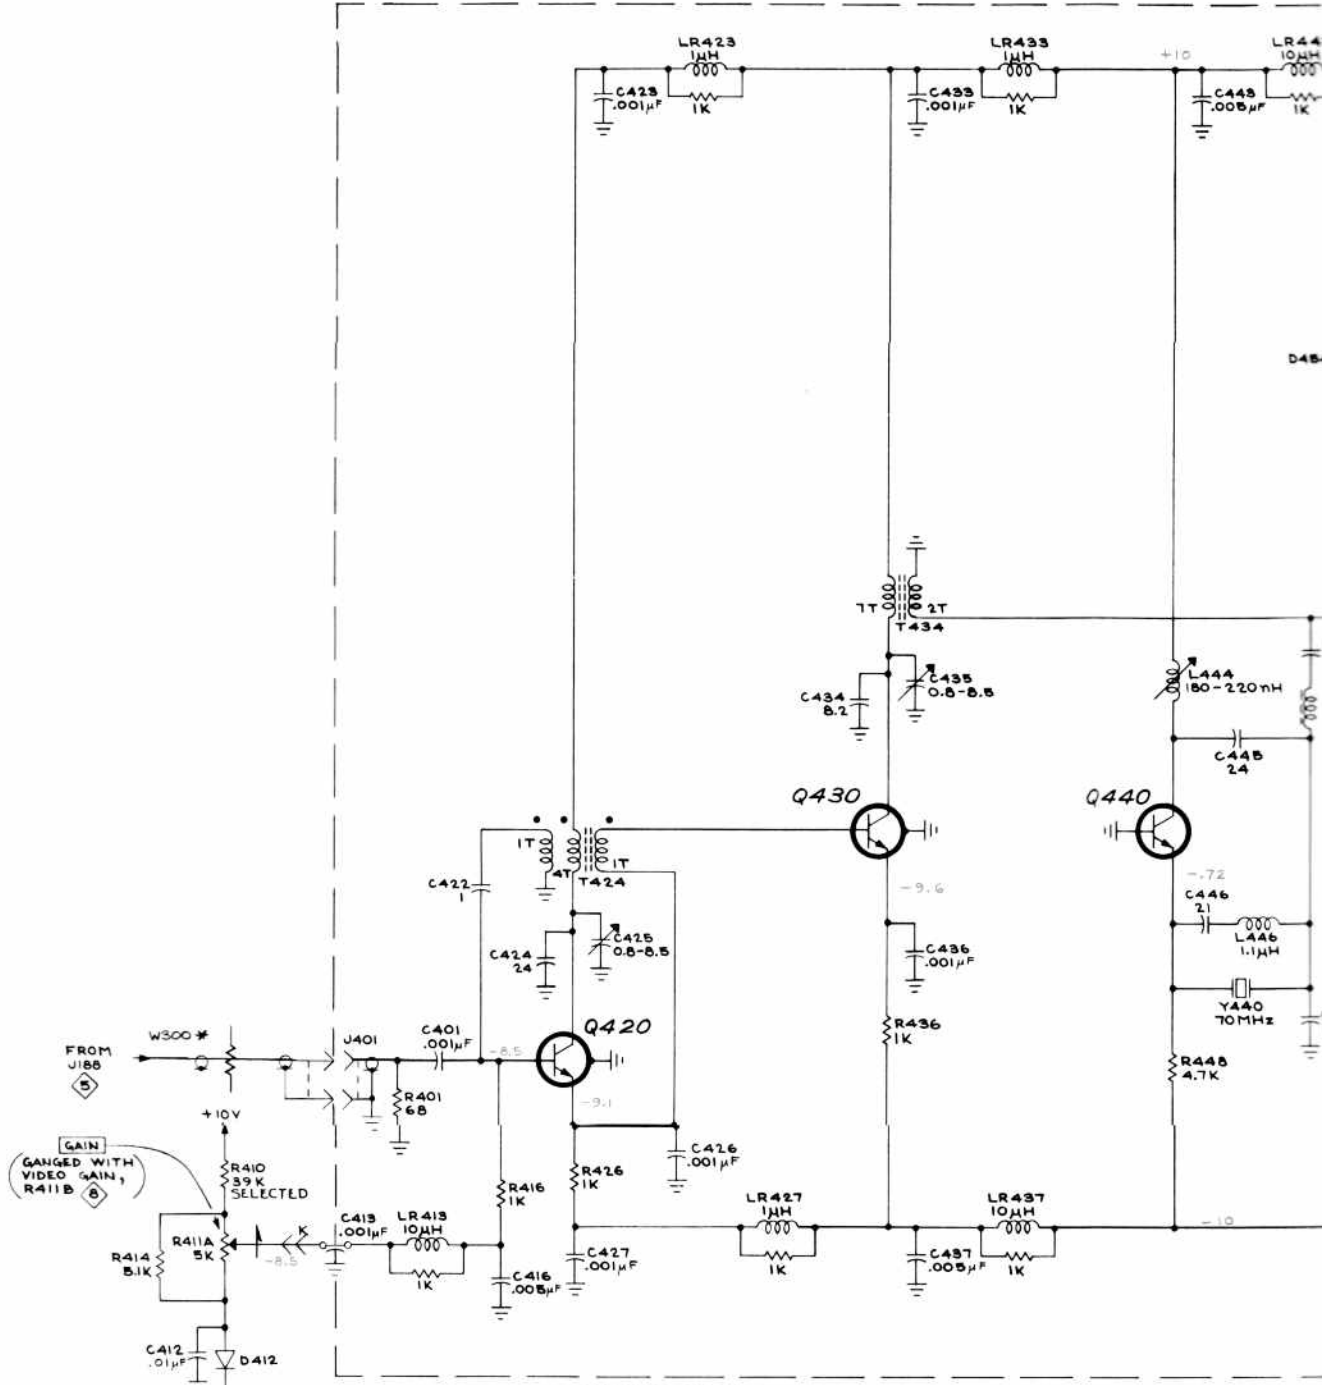 LR423
1µH
C423
.001µF
1K
LR433
1µH
C433
.001µF
1K
+10
C443
.005µF
LR44
10µH
1K
D45
7T
2T
T434
C434
8.2
C435
0.8-8.5
L444
180-220nH
C445
24
Q430
Q440
1T
4T
1T
T424
C422
1
-9.6
-.72
C446
21
L446
1.1µH
C424
24
C425
0.8-8.5
C436
.001µF
Y440
70MHz
W300*
J401
C401
.001µF
Q420
R436
1K
FROM
J188
5
-8.5
-9.1
R401
68
R448
4.7K
+10V
GAIN
(GANGED WITH
VIDEO GAIN,
R411B 8)
R410
39K
SELECTED
R416
1K
R426
1K
C426
.001µF
R411A
5K
R414
5.1K
-8.5
K
C413
.001µF
LR413
10µH
1K
C416
.005µF
C427
.001µF
LR427
1µH
1K
C437
.005µF
LR437
10µH
1K
-10
C412
.01µF
D412